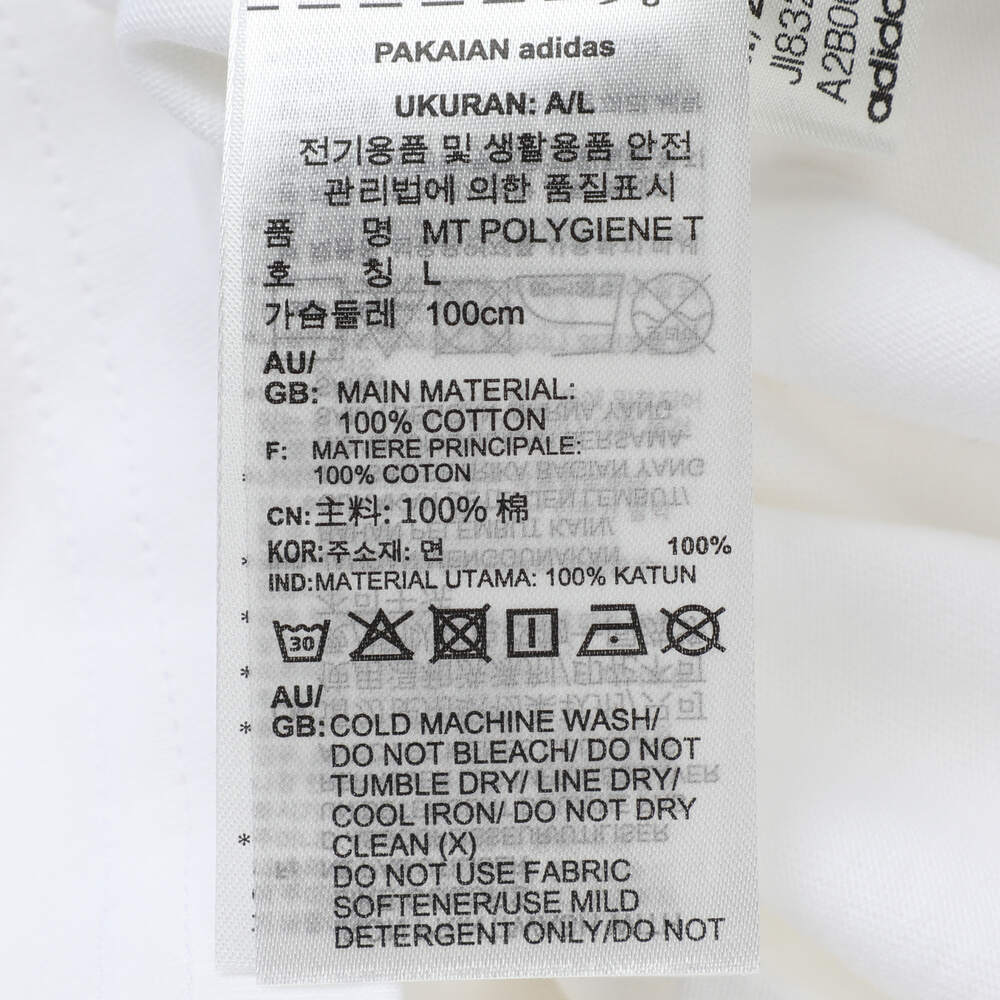 PAKAIAN adidas
UKURAN: A/L
전기용품 및 생활용품 안전
관리법에 의한 품질표시
품 명 MT POLYGIENE T
호 칭 L
가슴둘레 100cm
AU/
GB: MAIN MATERIAL:
100% COTTON
F: MATIERE PRINCIPALE:
100% COTON
CN: 主料: 100% 棉
KOR: 주소재: 면 100%
IND: MATERIAL UTAMA: 100% KATUN
30
AU/
GB: COLD MACHINE WASH/
DO NOT BLEACH/ DO NOT
TUMBLE DRY/ LINE DRY/
COOL IRON/ DO NOT DRY
CLEAN (X)
DO NOT USE FABRIC
SOFTENER/USE MILD
DETERGENT ONLY/DO NOT